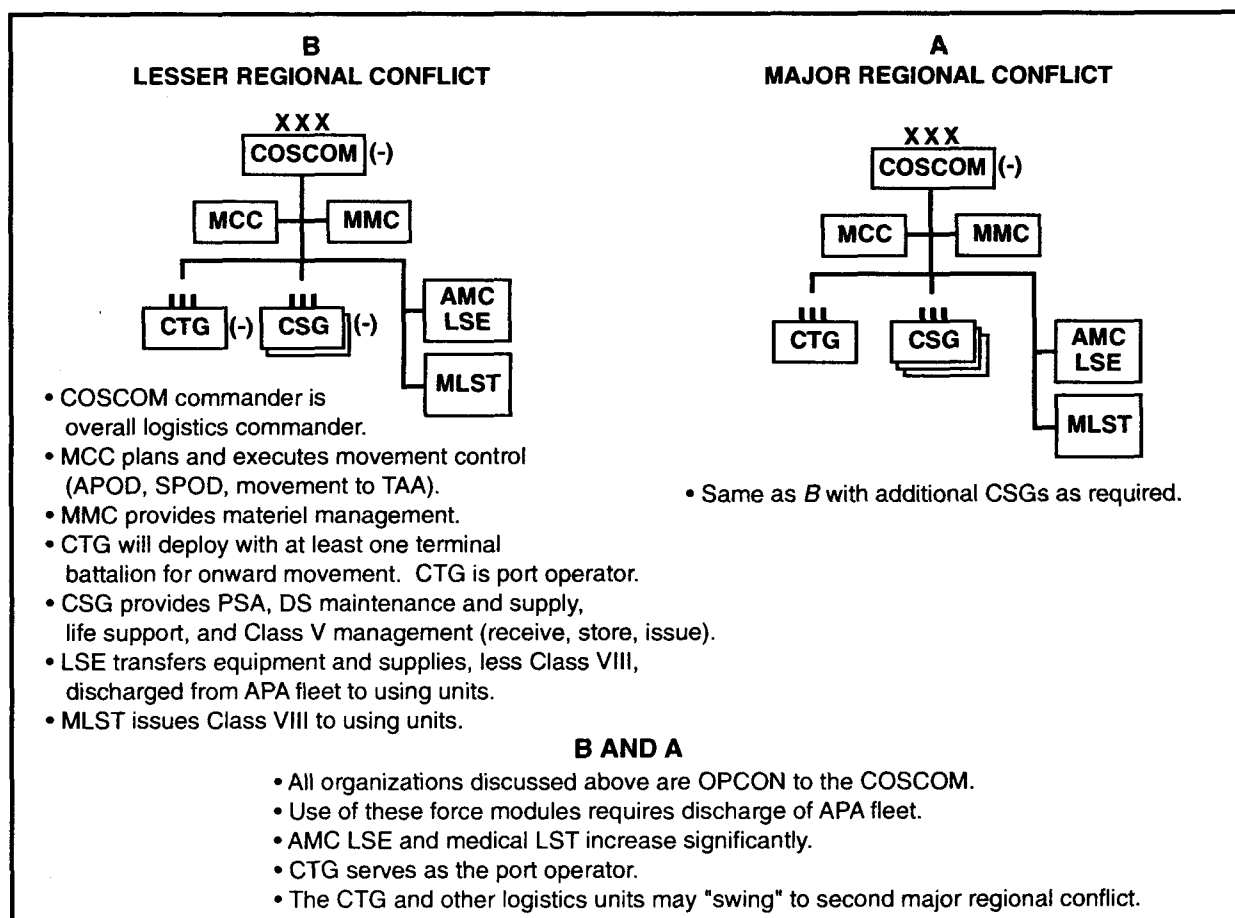 B
LESSER REGIONAL CONFLICT
XXX
COSCOM (-)
MCC MMC
III III
CTG (-) CSG (-)
AMC
LSE
MLST
• COSCOM commander is
overall logistics commander.
• MCC plans and executes movement control
(APOD, SPOD, movement to TAA).
• MMC provides materiel management.
• CTG will deploy with at least one terminal
battalion for onward movement. CTG is port operator.
• CSG provides PSA, DS maintenance and supply,
life support, and Class V management (receive, store, issue).
• LSE transfers equipment and supplies, less Class VIII,
discharged from APA fleet to using units.
• MLST issues Class VIII to using units.
A
MAJOR REGIONAL CONFLICT
XXX
COSCOM (-)
MCC MMC
III III
CTG CSG
AMC
LSE
MLST
• Same as B with additional CSGs as required.
B AND A
• All organizations discussed above are OPCON to the COSCOM.
• Use of these force modules requires discharge of APA fleet.
• AMC LSE and medical LST increase significantly.
• CTG serves as the port operator.
• The CTG and other logistics units may "swing" to second major regional conflict.